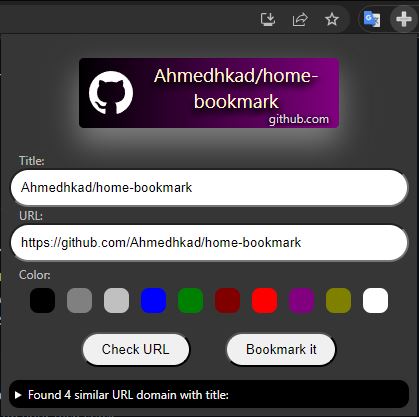 Ahmedhkad/home-
bookmark
github.com
Title:
Ahmedhkad/home-bookmark
URL:
https://github.com/Ahmedhkad/home-bookmark
Color:
Check URL
Bookmark it
Found 4 similar URL domain with title: